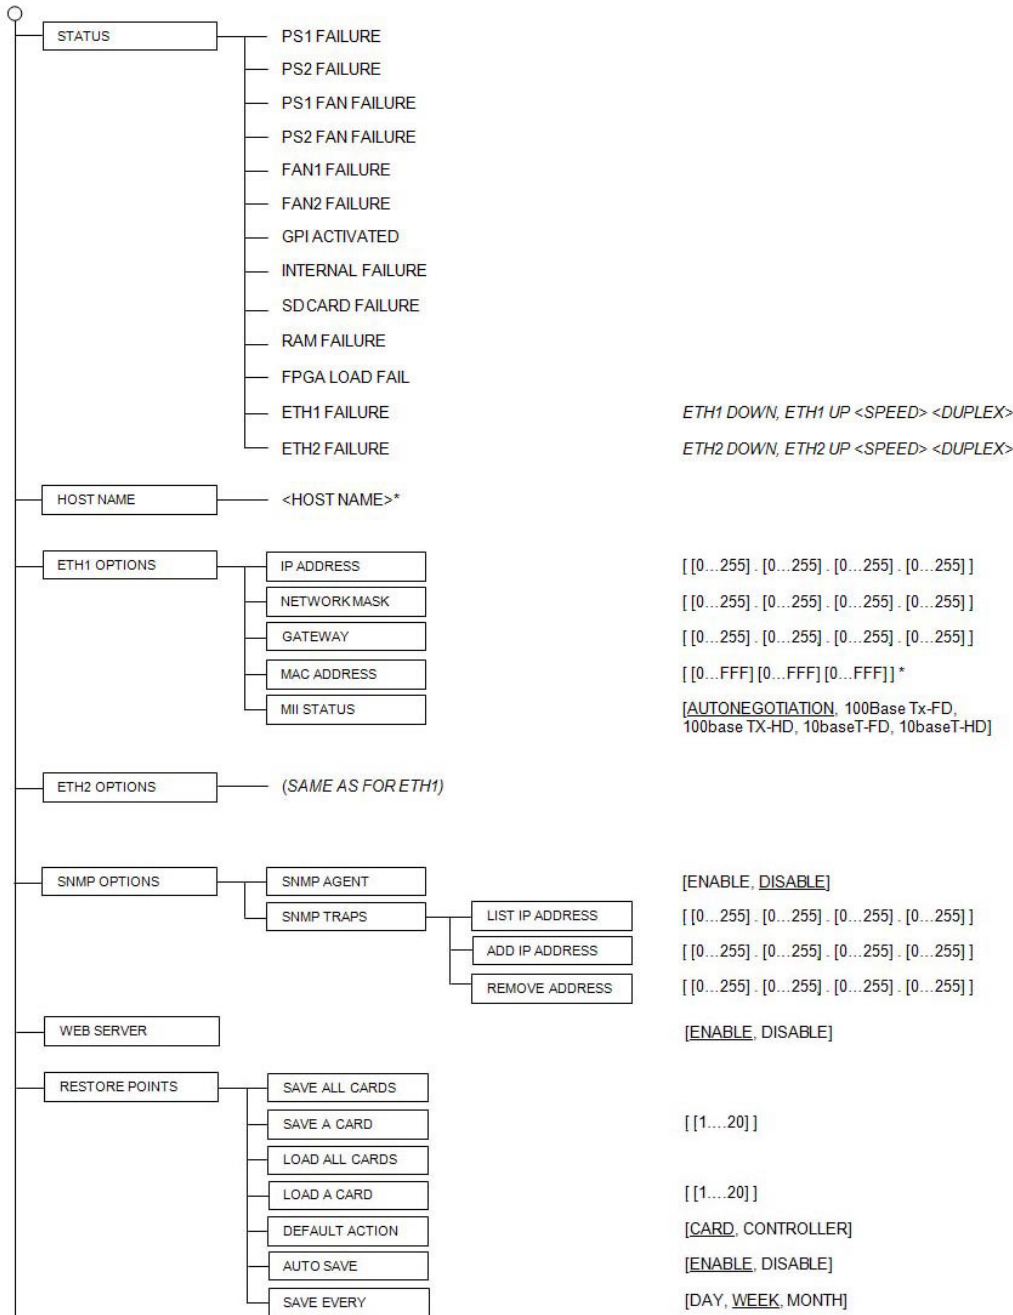 STATUS PS1 FAILURE
PS2 FAILURE
PS1 FAN FAILURE
PS2 FAN FAILURE
FAN1 FAILURE
FAN2 FAILURE
GPI ACTIVATED
INTERNAL FAILURE
SD CARD FAILURE
RAM FAILURE
FPGA LOAD FAIL
ETH1 FAILURE ETH1 DOWN, ETH1 UP <SPEED> <DUPLEX>
ETH2 FAILURE ETH2 DOWN, ETH2 UP <SPEED> <DUPLEX>
HOST NAME <HOST NAME>*
ETH1 OPTIONS IP ADDRESS [ [0...255] . [0...255] . [0...255] . [0...255] ]
NETWORK MASK [ [0...255] . [0...255] . [0...255] . [0...255] ]
GATEWAY [ [0...255] . [0...255] . [0...255] . [0...255] ]
MAC ADDRESS [ [0...FFF] [0...FFF] [0...FFF] ] *
MII STATUS [AUTONEGOTIATION, 100Base Tx-FD,
100base TX-HD, 10baseT-FD, 10baseT-HD]
ETH2 OPTIONS (SAME AS FOR ETH1)
SNMP OPTIONS SNMP AGENT [ENABLE, DISABLE]
SNMP TRAPS LIST IP ADDRESS [ [0...255] . [0...255] . [0...255] . [0...255] ]
ADD IP ADDRESS [ [0...255] . [0...255] . [0...255] . [0...255] ]
REMOVE ADDRESS [ [0...255] . [0...255] . [0...255] . [0...255] ]
WEB SERVER [ENABLE, DISABLE]
RESTORE POINTS SAVE ALL CARDS
SAVE A CARD [ [1....20] ]
LOAD ALL CARDS
LOAD A CARD [ [1....20] ]
DEFAULT ACTION [CARD, CONTROLLER]
AUTO SAVE [ENABLE, DISABLE]
SAVE EVERY [DAY, WEEK, MONTH]